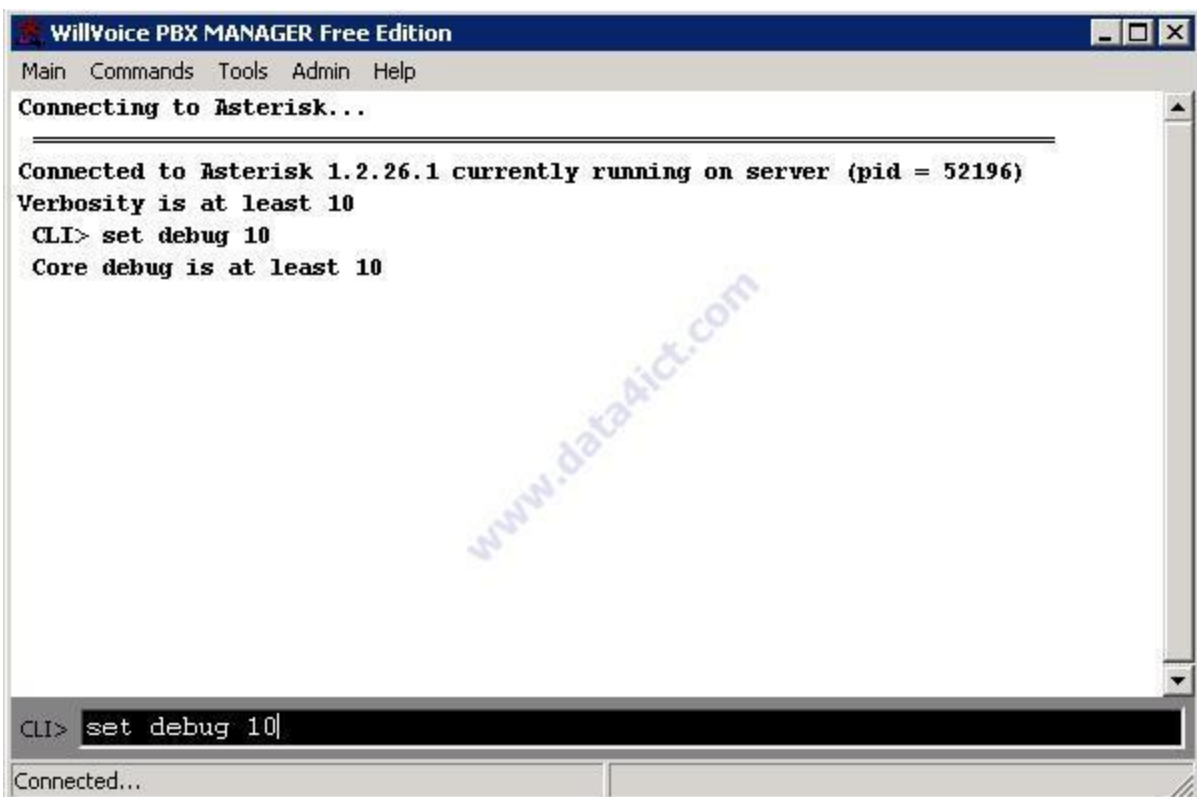 WillVoice PBX MANAGER Free Edition
Main Commands Tools Admin Help
Connecting to Asterisk...
Connected to Asterisk 1.2.26.1 currently running on server (pid = 52196)
Verbosity is at least 10
CLI> set debug 10
Core debug is at least 10
www.data4ict.com
CLI> set debug 10
Connected...